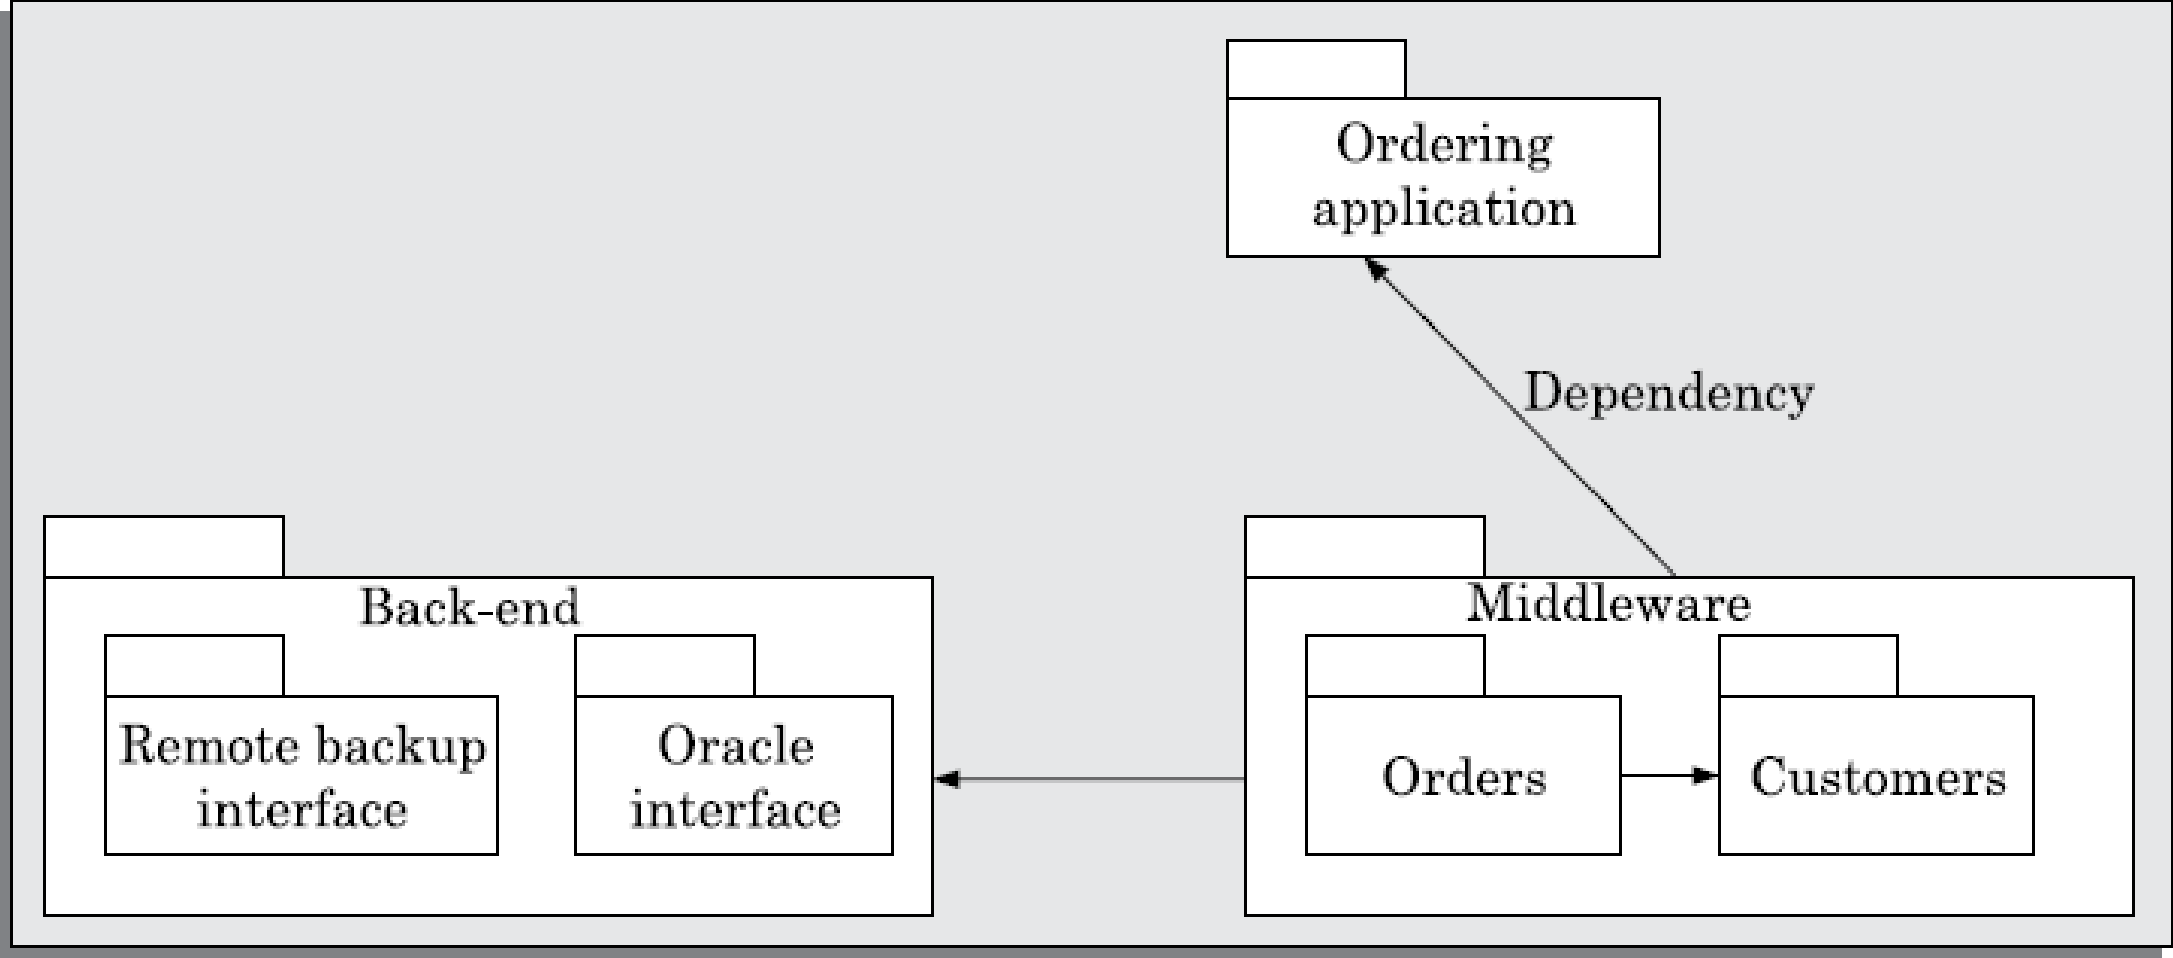 Ordering
application
Dependency
Back-end
Remote backup
interface
Oracle
interface
Middleware
Orders
Customers